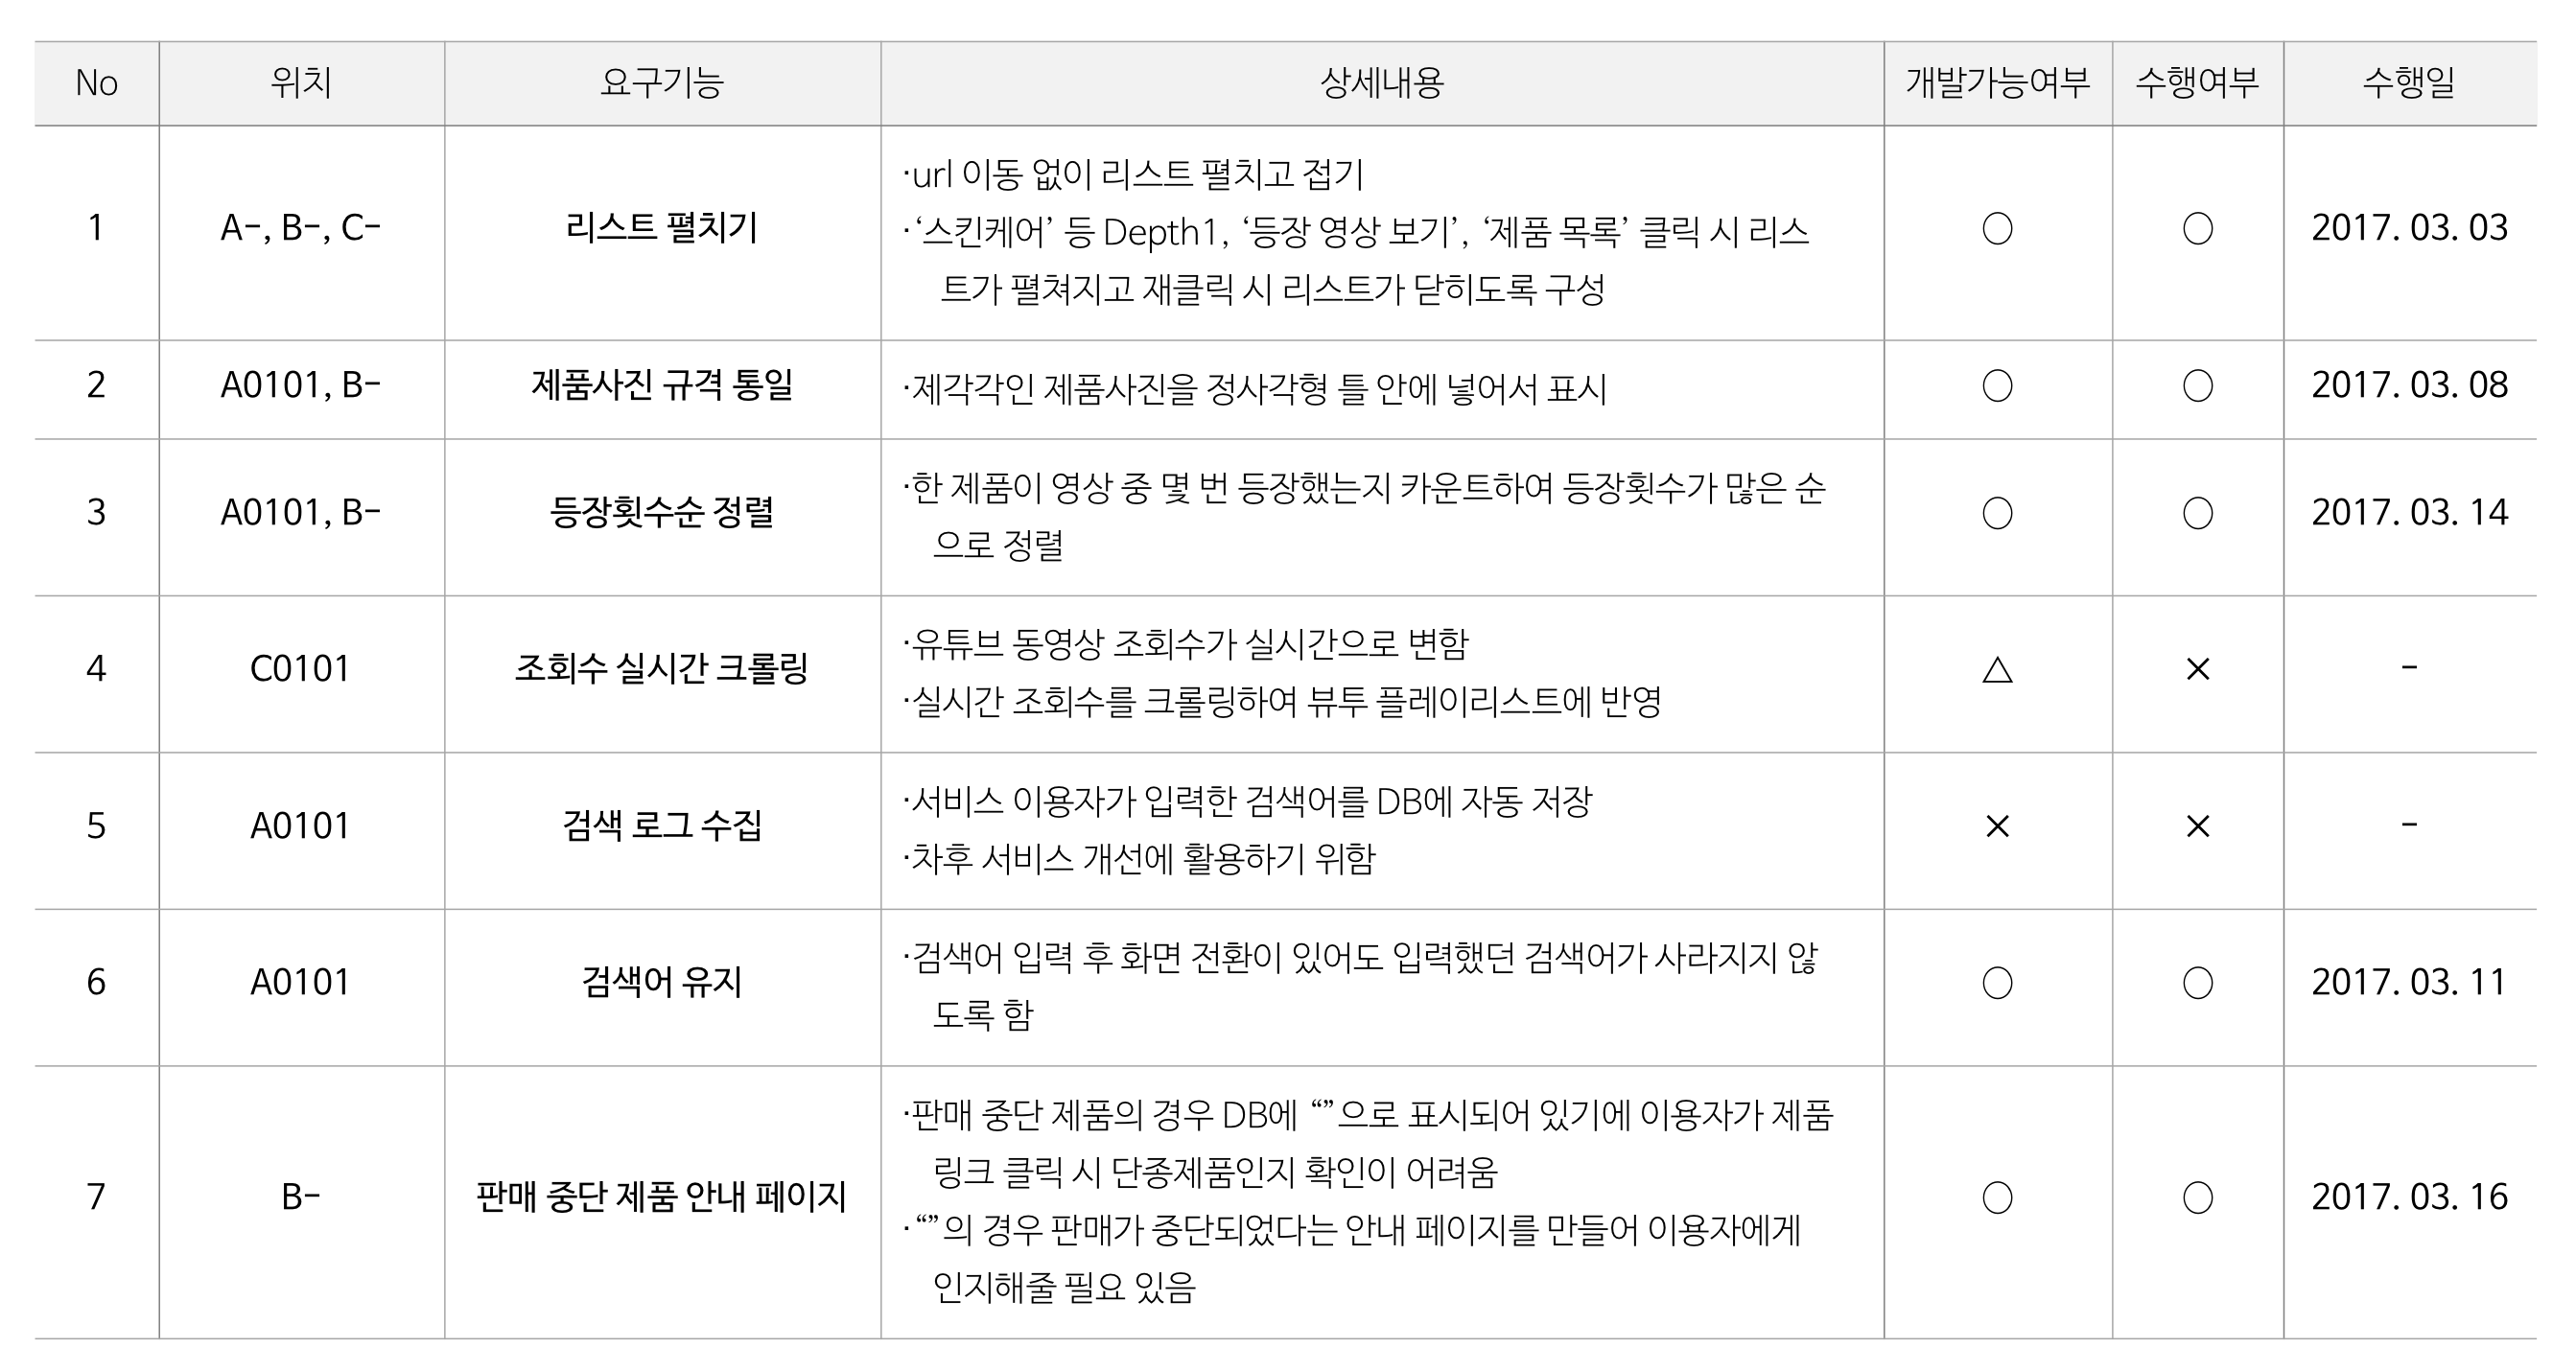 No 위치 요구기능 상세내용 개발가능여부 수행여부 수행일
1 A-, B-, C- 리스트 펼치기 ·url 이동 없이 리스트 펼치고 접기
·‘스킨케어’ 등 Depth1, ‘등장 영상 보기’, ‘제품 목록’ 클릭 시 리스
트가 펼쳐지고 재클릭 시 리스트가 닫히도록 구성 ○ ○ 2017. 03. 03
2 A0101, B- 제품사진 규격 통일 ·제각각인 제품사진을 정사각형 틀 안에 넣어서 표시 ○ ○ 2017. 03. 08
3 A0101, B- 등장횟수순 정렬 ·한 제품이 영상 중 몇 번 등장했는지 카운트하여 등장횟수가 많은 순
으로 정렬 ○ ○ 2017. 03. 14
4 C0101 조회수 실시간 크롤링 ·유튜브 동영상 조회수가 실시간으로 변함
·실시간 조회수를 크롤링하여 뷰투 플레이리스트에 반영 △ × -
5 A0101 검색 로그 수집 ·서비스 이용자가 입력한 검색어를 DB에 자동 저장
·차후 서비스 개선에 활용하기 위함 × × -
6 A0101 검색어 유지 ·검색어 입력 후 화면 전환이 있어도 입력했던 검색어가 사라지지 않
도록 함 ○ ○ 2017. 03. 11
7 B- 판매 중단 제품 안내 페이지 ·판매 중단 제품의 경우 DB에 “”으로 표시되어 있기에 이용자가 제품
링크 클릭 시 단종제품인지 확인이 어려움
·“”의 경우 판매가 중단되었다는 안내 페이지를 만들어 이용자에게
인지해줄 필요 있음 ○ ○ 2017. 03. 16